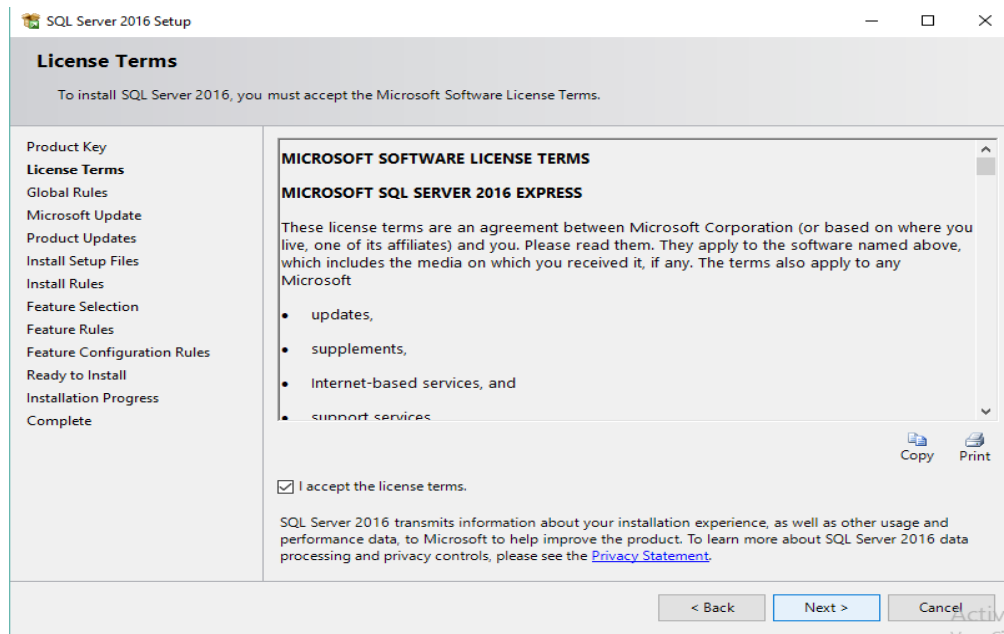 SQL Server 2016 Setup
License Terms
To install SQL Server 2016, you must accept the Microsoft Software License Terms.
Product Key
License Terms
Global Rules
Microsoft Update
Product Updates
Install Setup Files
Install Rules
Feature Selection
Feature Rules
Feature Configuration Rules
Ready to Install
Installation Progress
Complete
MICROSOFT SOFTWARE LICENSE TERMS
MICROSOFT SQL SERVER 2016 EXPRESS
These license terms are an agreement between Microsoft Corporation (or based on where you
live, one of its affiliates) and you. Please read them. They apply to the software named above,
which includes the media on which you received it, if any. The terms also apply to any
Microsoft
• updates,
• supplements,
• Internet-based services, and
• support services
Copy
Print
I accept the license terms.
SQL Server 2016 transmits information about your installation experience, as well as other usage and
performance data, to Microsoft to help improve the product. To learn more about SQL Server 2016 data
processing and privacy controls, please see the Privacy Statement.
< Back
Next >
Cancel